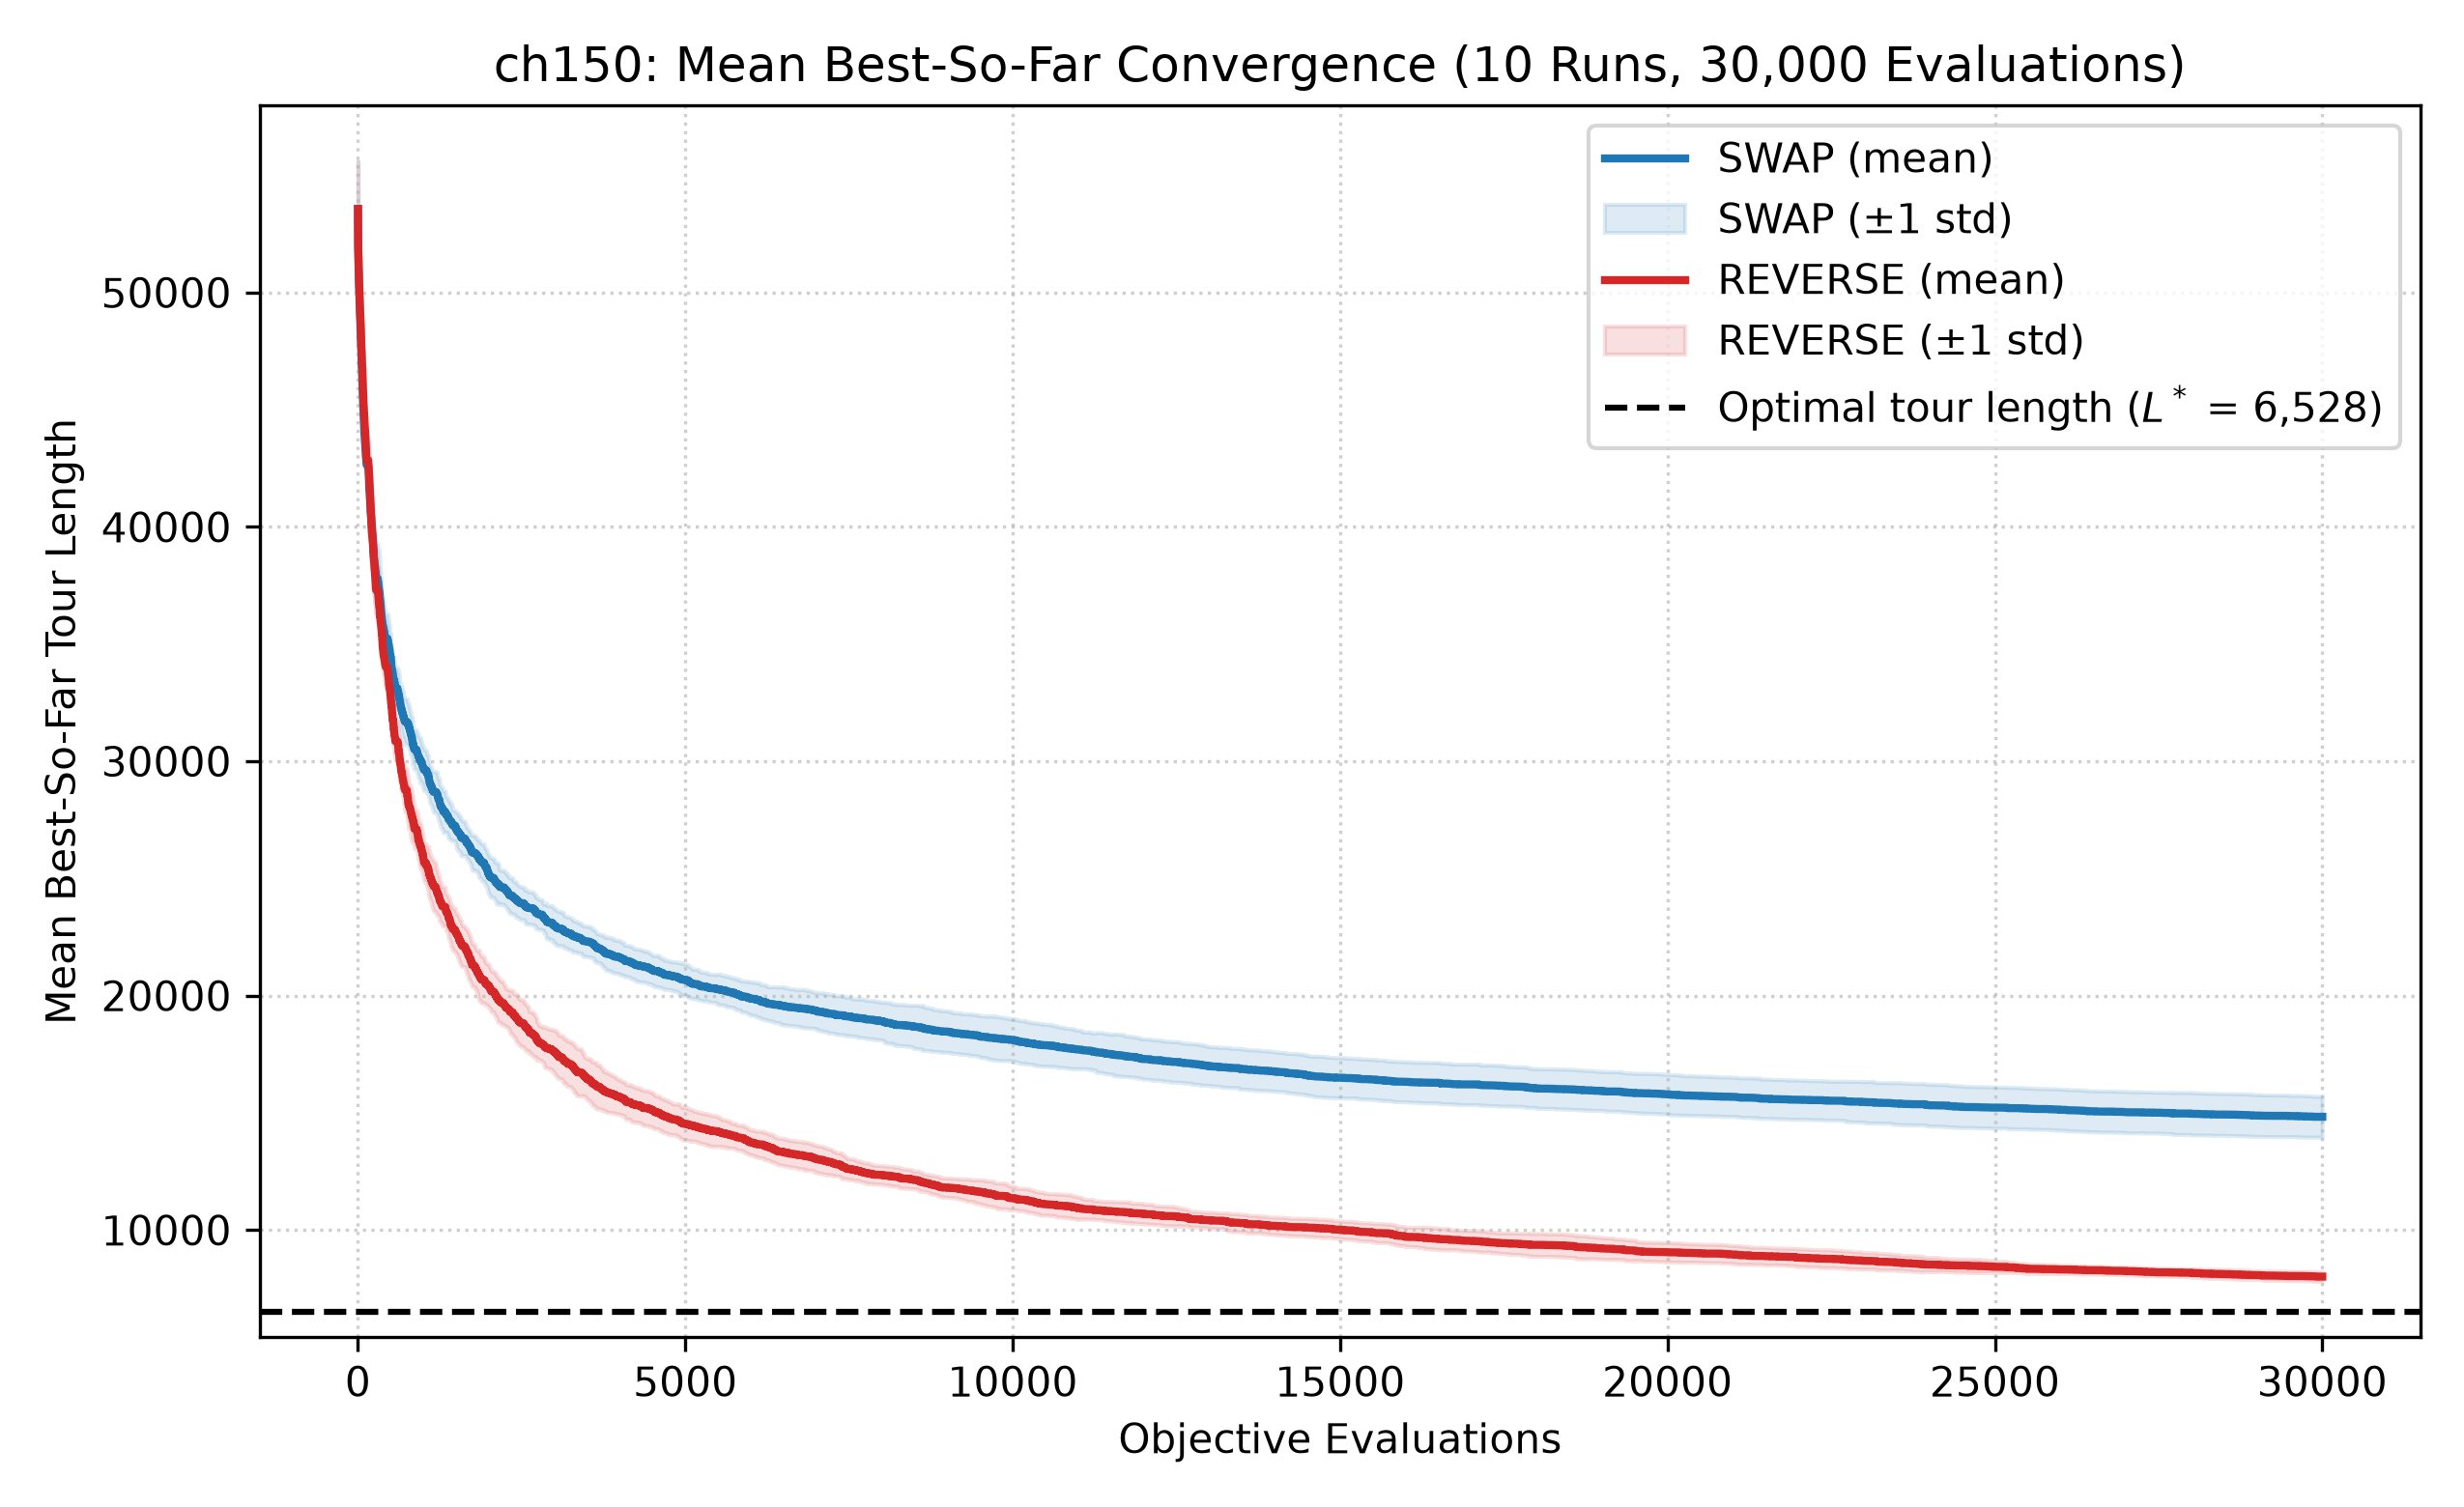 ch150: Mean Best-So-Far Convergence (10 Runs, 30,000 Evaluations)
SWAP (mean)
SWAP (±1 std)
REVERSE (mean)
REVERSE (±1 std)
Optimal tour length (L* = 6,528)
Mean Best-So-Far Tour Length
50000
40000
30000
20000
10000
0 5000 10000 15000 20000 25000 30000
Objective Evaluations